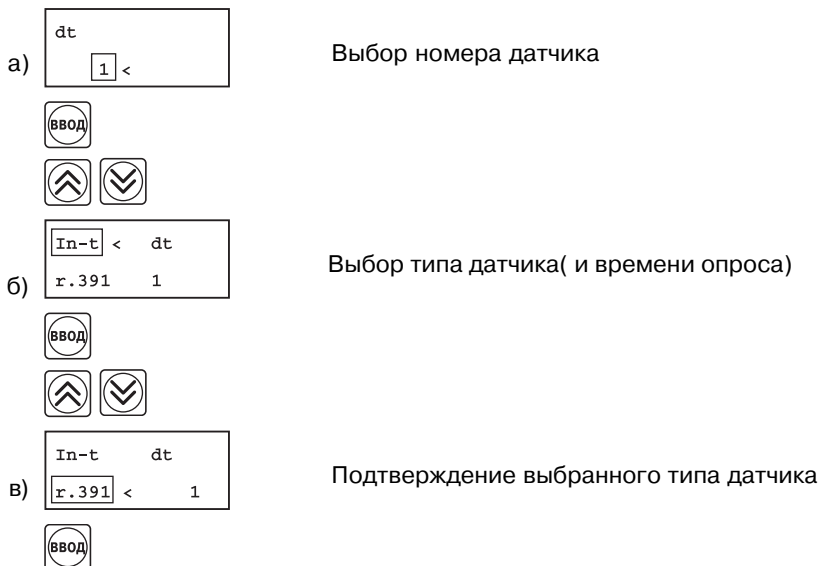 dt
а)
1 <
Выбор номера датчика
ВВОД
In-t < dt
б)
r.391 1
Выбор типа датчика( и времени опроса)
ВВОД
In-t dt
в)
r.391 < 1
Подтверждение выбранного типа датчика
ВВОД